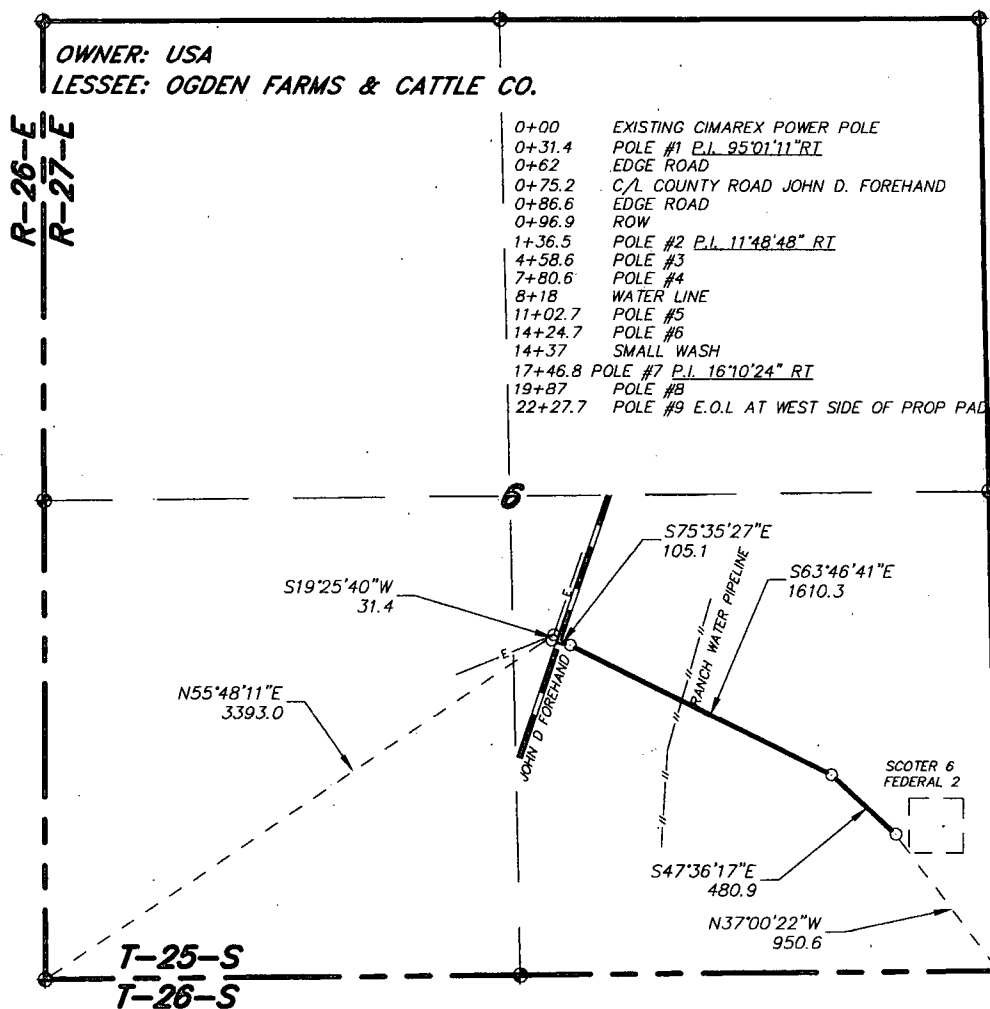 OWNER: USA
LESSEE: OGDEN FARMS & CATTLE CO.
R-26-E
R-27-E
0+00 EXISTING CIMAREX POWER POLE
0+31.4 POLE #1 P.I. 95°01'11"RT
0+62 EDGE ROAD
0+75.2 C/L COUNTY ROAD JOHN D. FOREHAND
0+86.6 EDGE ROAD
0+96.9 ROW
1+36.5 POLE #2 P.I. 11°48'48" RT
4+58.6 POLE #3
7+80.6 POLE #4
8+18 WATER LINE
11+02.7 POLE #5
14+24.7 POLE #6
14+37 SMALL WASH
17+46.8 POLE #7 P.I. 16°10'24" RT
19+87 POLE #8
22+27.7 POLE #9 E.O.L AT WEST SIDE OF PROP PAD
6
S75°35'27"E
105.1
S63°46'41"E
1610.3
S19°25'40"W
31.4
E
E
RANCH WATER PIPELINE
JOHN D FOREHAND
N55°48'11"E
3393.0
SCOTER 6
FEDERAL 2
S47°36'17"E
480.9
N37°00'22"W
950.6
T-25-S
T-26-S